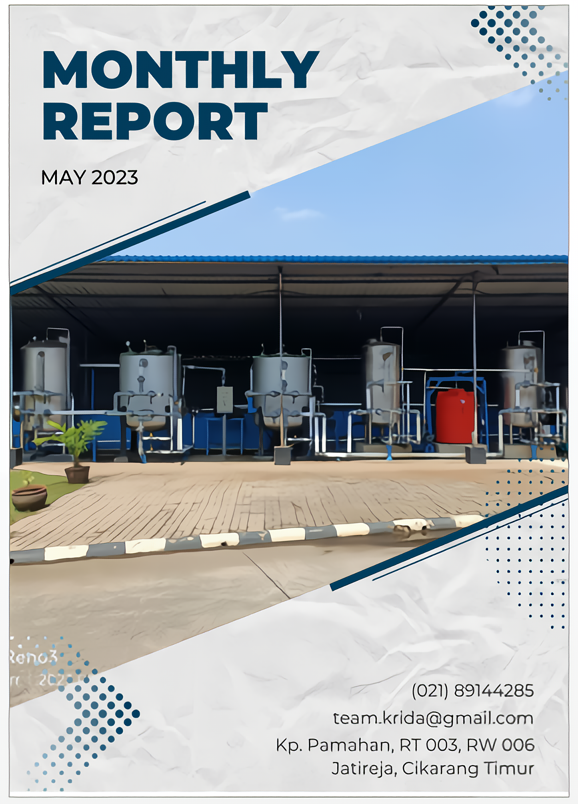 MONTHLY
REPORT
MAY 2023
Reno3
(021) 89144285
team.krida@gmail.com
Kp. Pamahan, RT 003, RW 006
Jatireja, Cikarang Timur